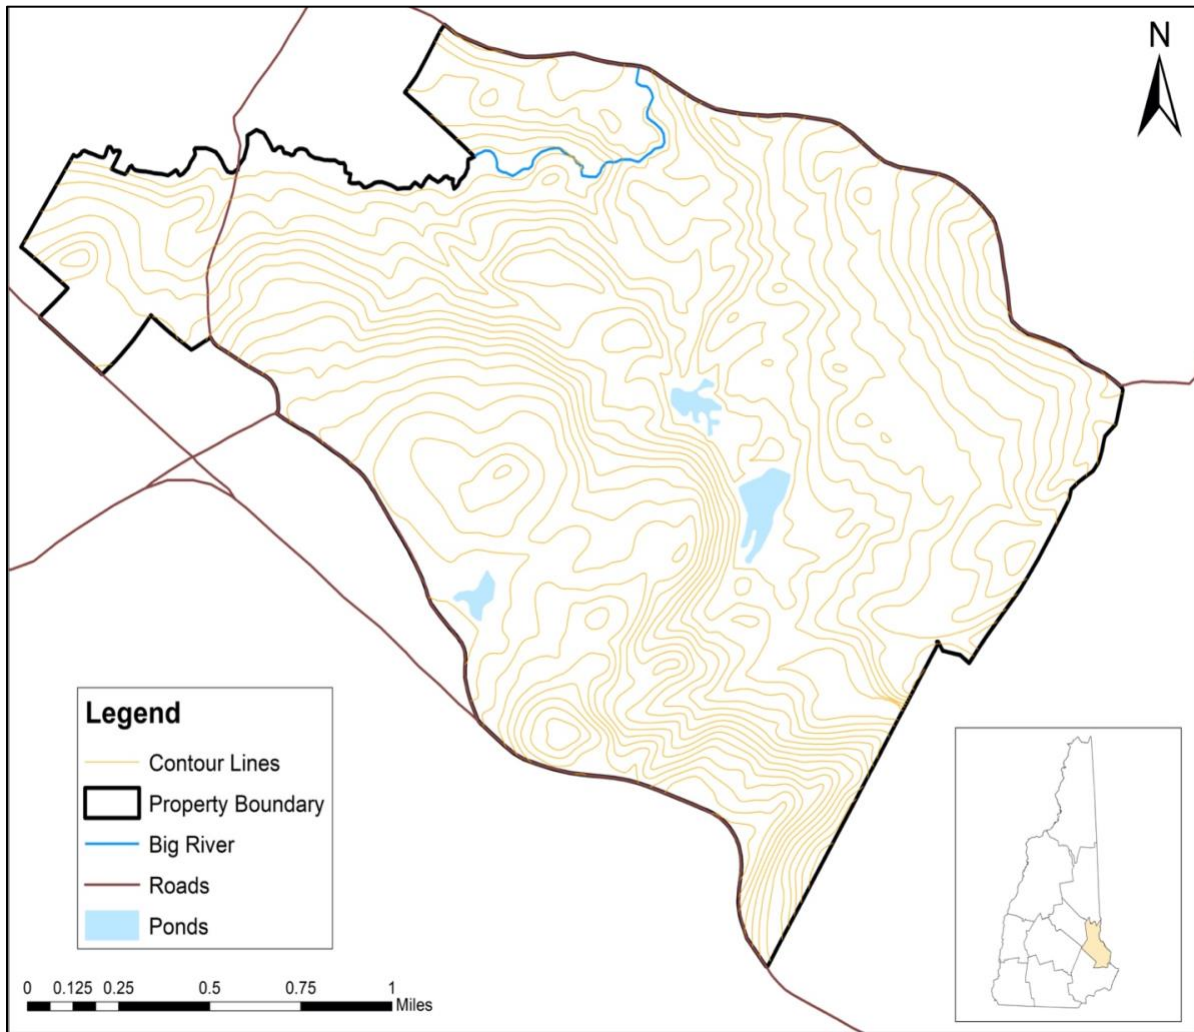 N
Legend
Contour Lines
Property Boundary
Big River
Roads
Ponds
0 0.125 0.25 0.5 0.75 1
Miles